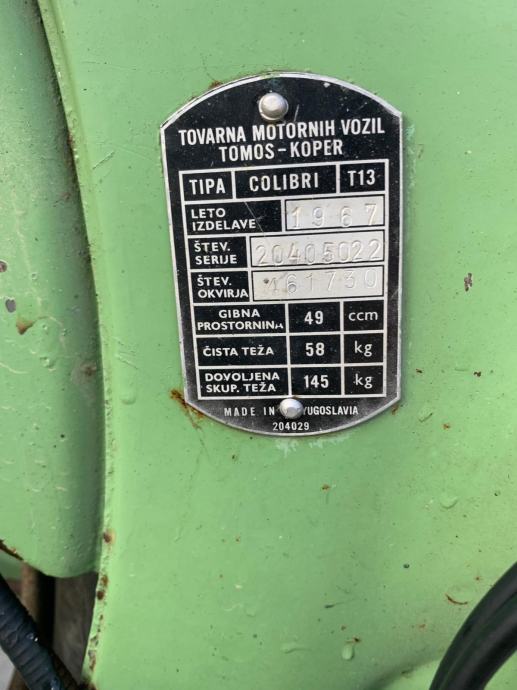 TOVARNA MOTORNIH VOZIL
TOMOS-KOPER
TIPA COLIBRI T13
LETO IZDELAVE 1967
ŠTEV. SERIJE 20405022
ŠTEV. OKVIRJA 461730
GIBNA PROSTORNINA 49 ccm
ČISTA TEŽA 58 kg
DOVOLJENA SKUP. TEŽA 145 kg
MADE IN YUGOSLAVIA
204029